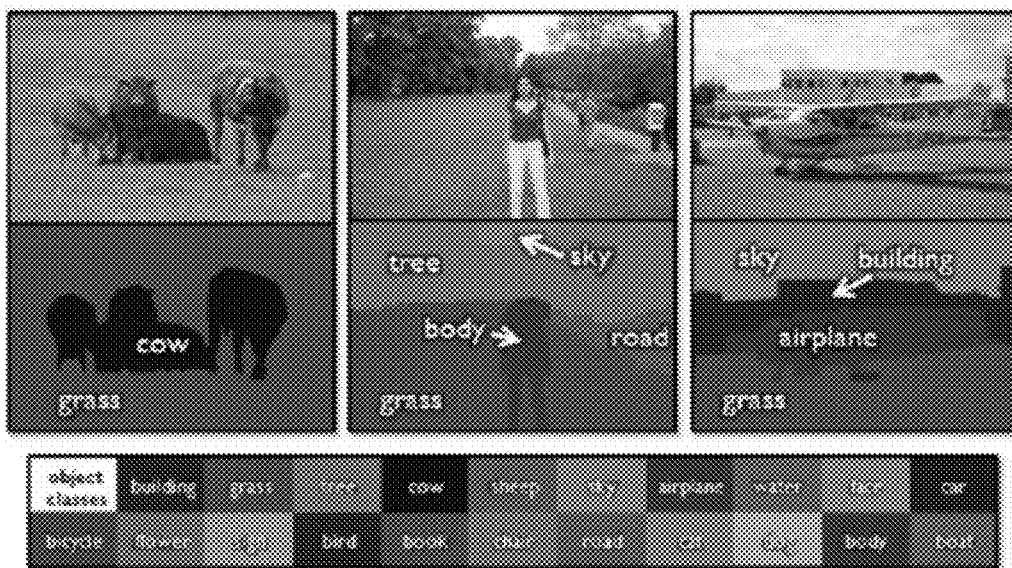 tree
sky
sky
building
body
road
cow
airplane
grass
grass
grass
object classes
building grass tree cow sheep sky airplane water face car
bicycle flower bird book chair road cat body boat